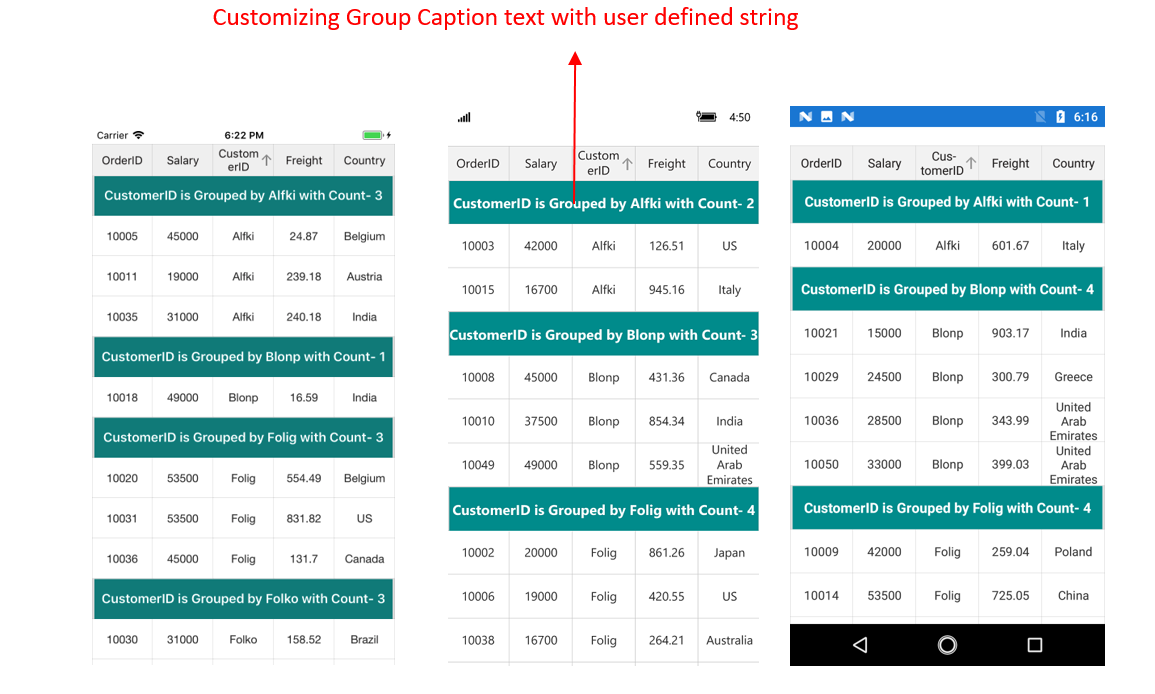 Customizing Group Caption text with user defined string
Carrier 6:22 PM
OrderID Salary CustomerID Freight Country
CustomerID is Grouped by Alfki with Count- 3
10005 45000 Alfki 24.87 Belgium
10011 19000 Alfki 239.18 Austria
10035 31000 Alfki 240.18 India
CustomerID is Grouped by Blonp with Count- 1
10018 49000 Blonp 16.59 India
CustomerID is Grouped by Folig with Count- 3
10020 53500 Folig 554.49 Belgium
10031 53500 Folig 831.82 US
10036 45000 Folig 131.7 Canada
CustomerID is Grouped by Folko with Count- 3
10030 31000 Folko 158.52 Brazil
4:50
OrderID Salary CustomerID Freight Country
CustomerID is Grouped by Alfki with Count- 2
10003 42000 Alfki 126.51 US
10015 16700 Alfki 945.16 Italy
CustomerID is Grouped by Blonp with Count- 3
10008 45000 Blonp 431.36 Canada
10010 37500 Blonp 854.34 India
10049 49000 Blonp 559.35 United Arab Emirates
CustomerID is Grouped by Folig with Count- 4
10002 20000 Folig 861.26 Japan
10006 19000 Folig 420.55 US
10038 16700 Folig 264.21 Australia
6:16
OrderID Salary Cus-tomerID Freight Country
CustomerID is Grouped by Alfki with Count- 1
10004 20000 Alfki 601.67 Italy
CustomerID is Grouped by Blonp with Count- 4
10021 15000 Blonp 903.17 India
10029 24500 Blonp 300.79 Greece
10036 28500 Blonp 343.99 United Arab Emirates
10050 33000 Blonp 399.03 United Arab Emirates
CustomerID is Grouped by Folig with Count- 4
10009 42000 Folig 259.04 Poland
10014 53500 Folig 725.05 China